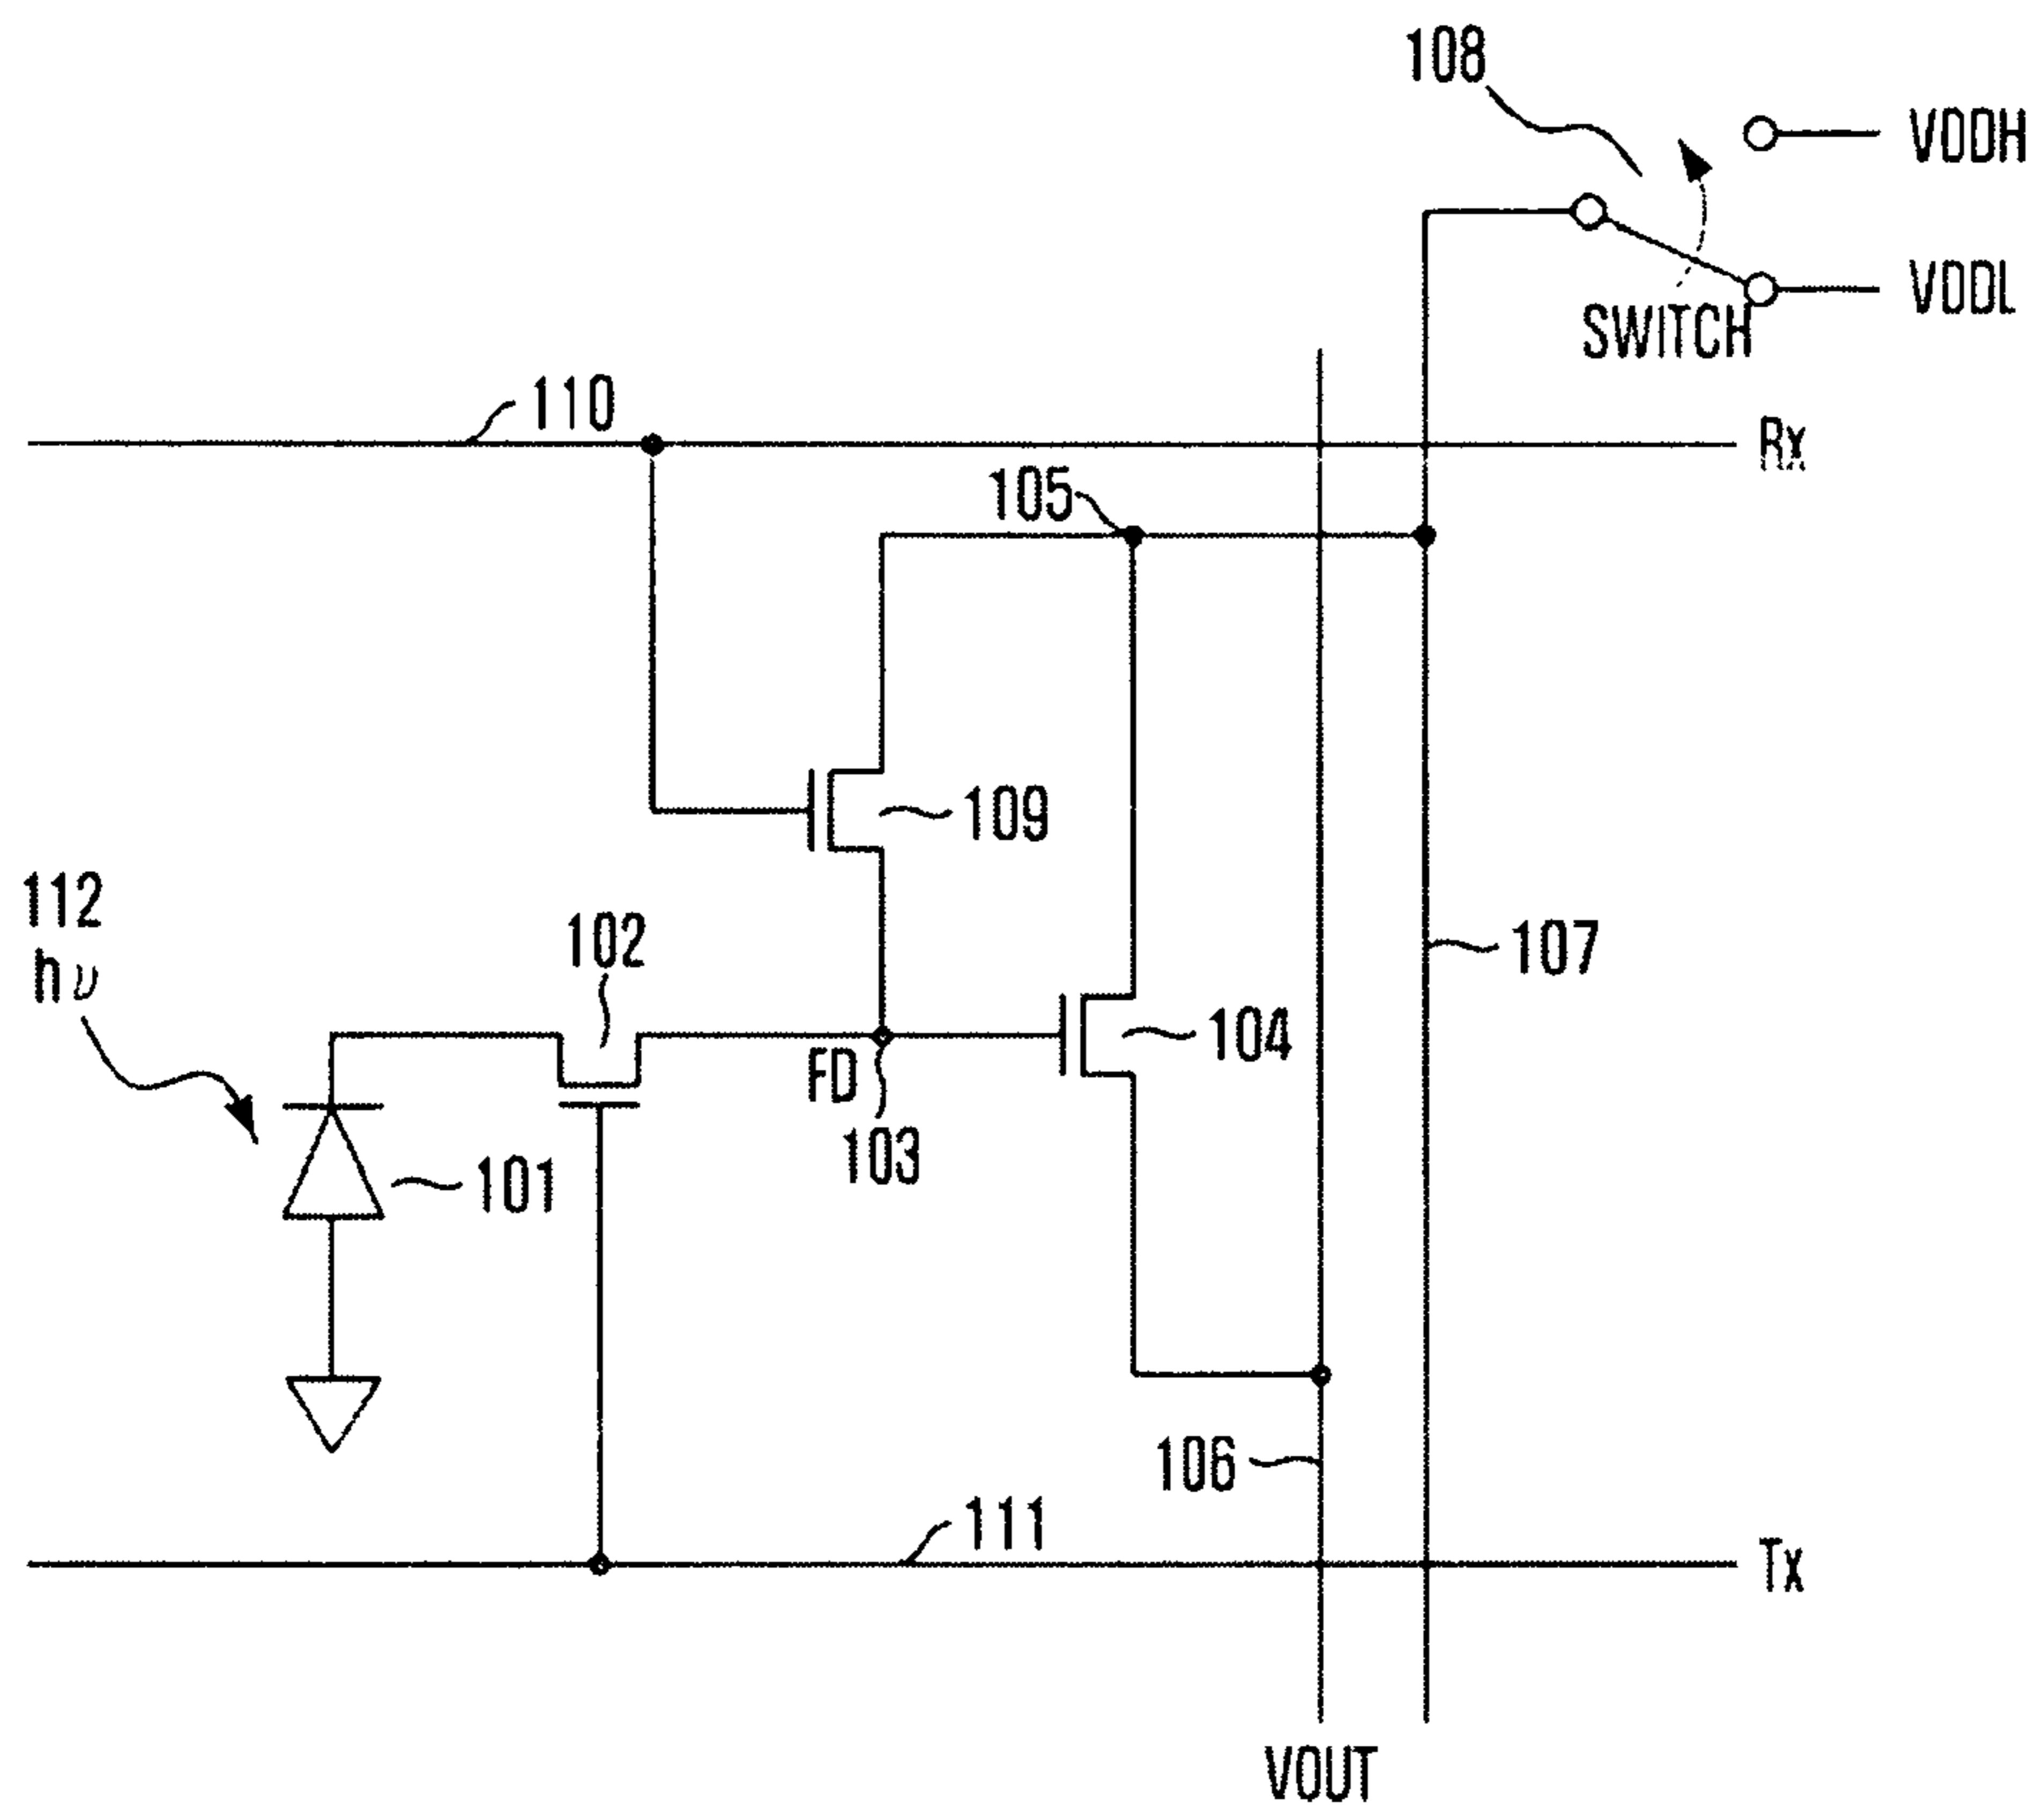 108
VDDH
VDDL
SWITCH
110
Rx
105
109
112
hν
102
107
104
FD
103
101
106
111
Tx
VOUT